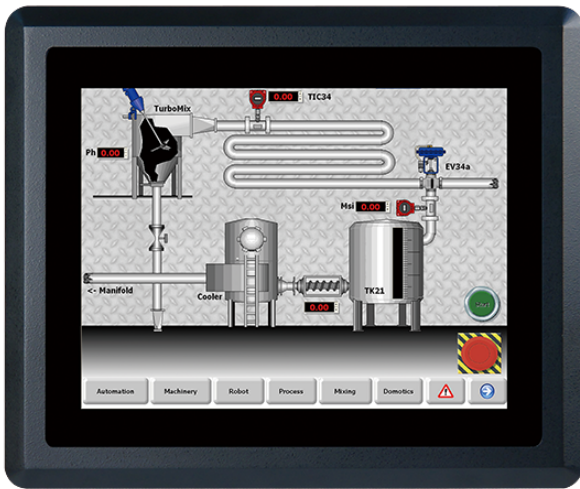 TurboMix
0.00
TIC34
Ph 0.00
EV34a
Msi 0.00
<- Manifold
Cooler
TK21
0.00
Automation
Machinery
Robot
Process
Mixing
Domotics